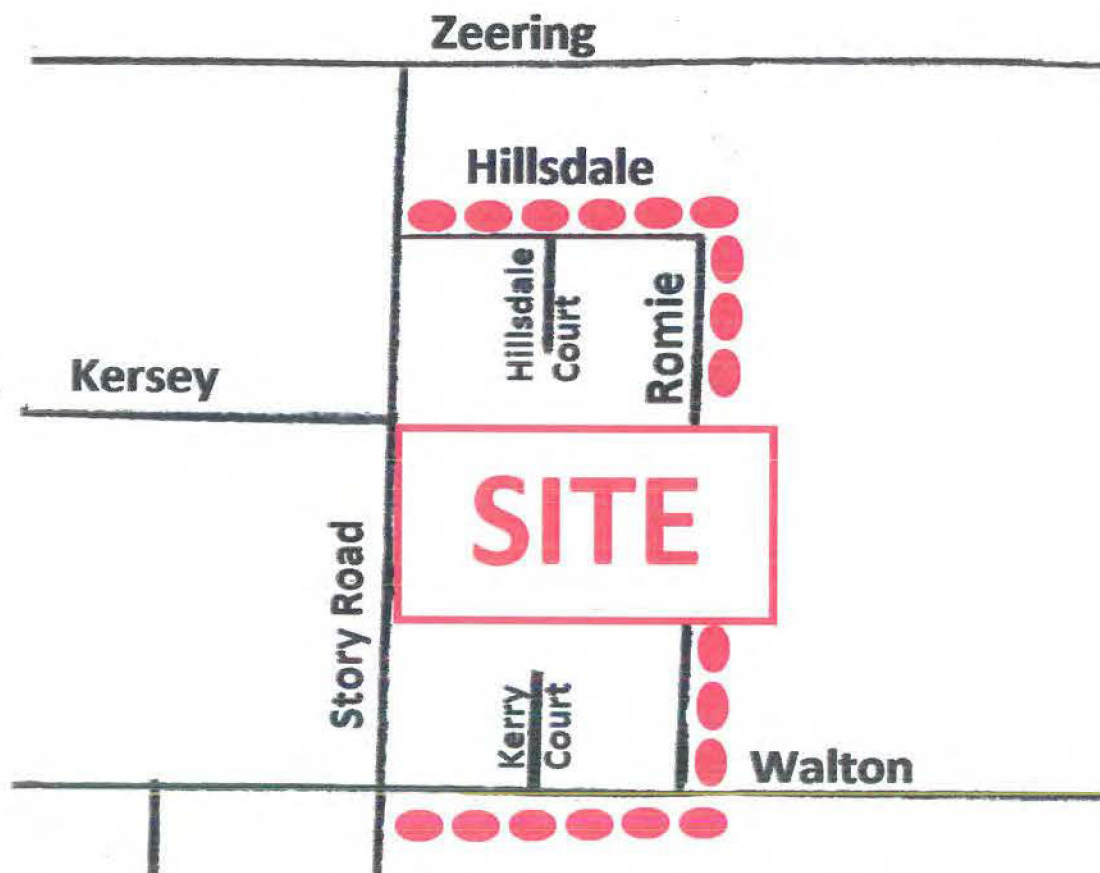 Zeering
Hillsdale
Hillsdale
Court
Romie
Kersey
SITE
Story Road
Kerry
Court
Walton